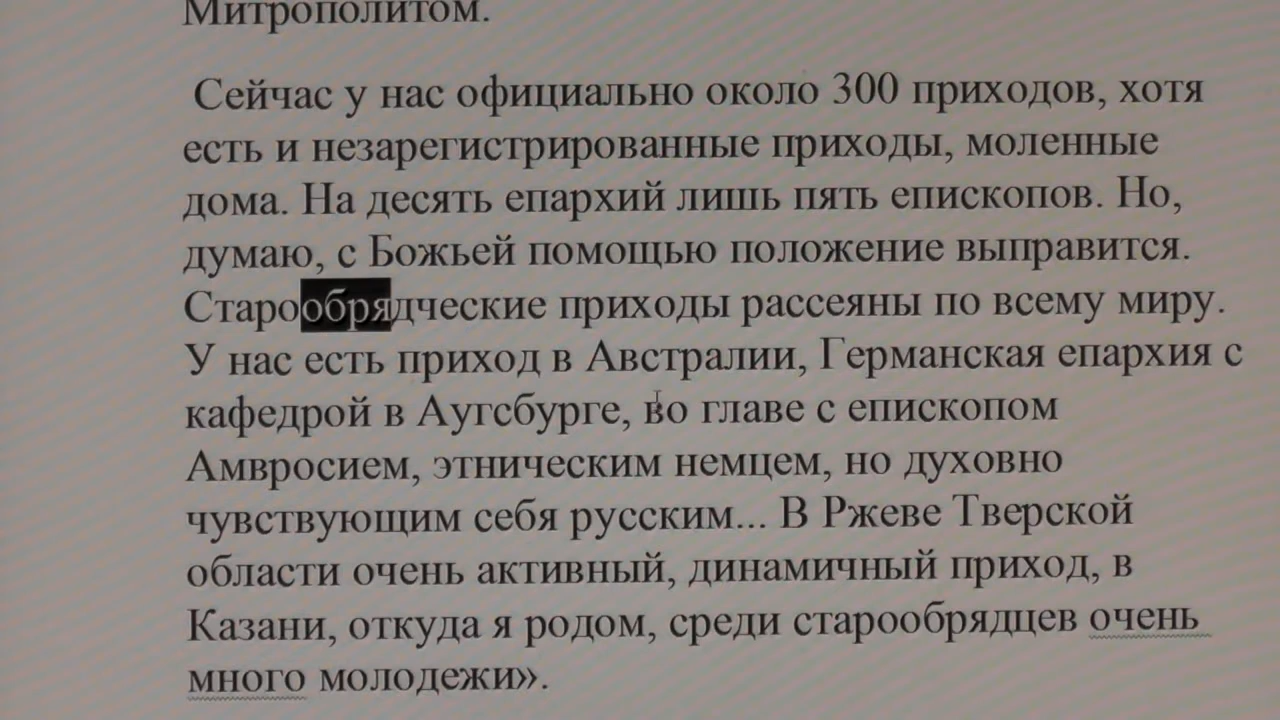 Митрополитом.
Сейчас у нас официально около 300 приходов, хотя
есть и незарегистрированные приходы, моленные
дома. На десять епархий лишь пять епископов. Но,
думаю, с Божьей помощью положение выправится.
Старообрядческие приходы рассеяны по всему миру.
У нас есть приход в Австралии, Германская епархия с
кафедрой в Аугсбурге, во главе с епископом
Амвросием, этническим немцем, но духовно
чувствующим себя русским... В Ржеве Тверской
области очень активный, динамичный приход, в
Казани, откуда я родом, среди старообрядцев очень
много молодежи».